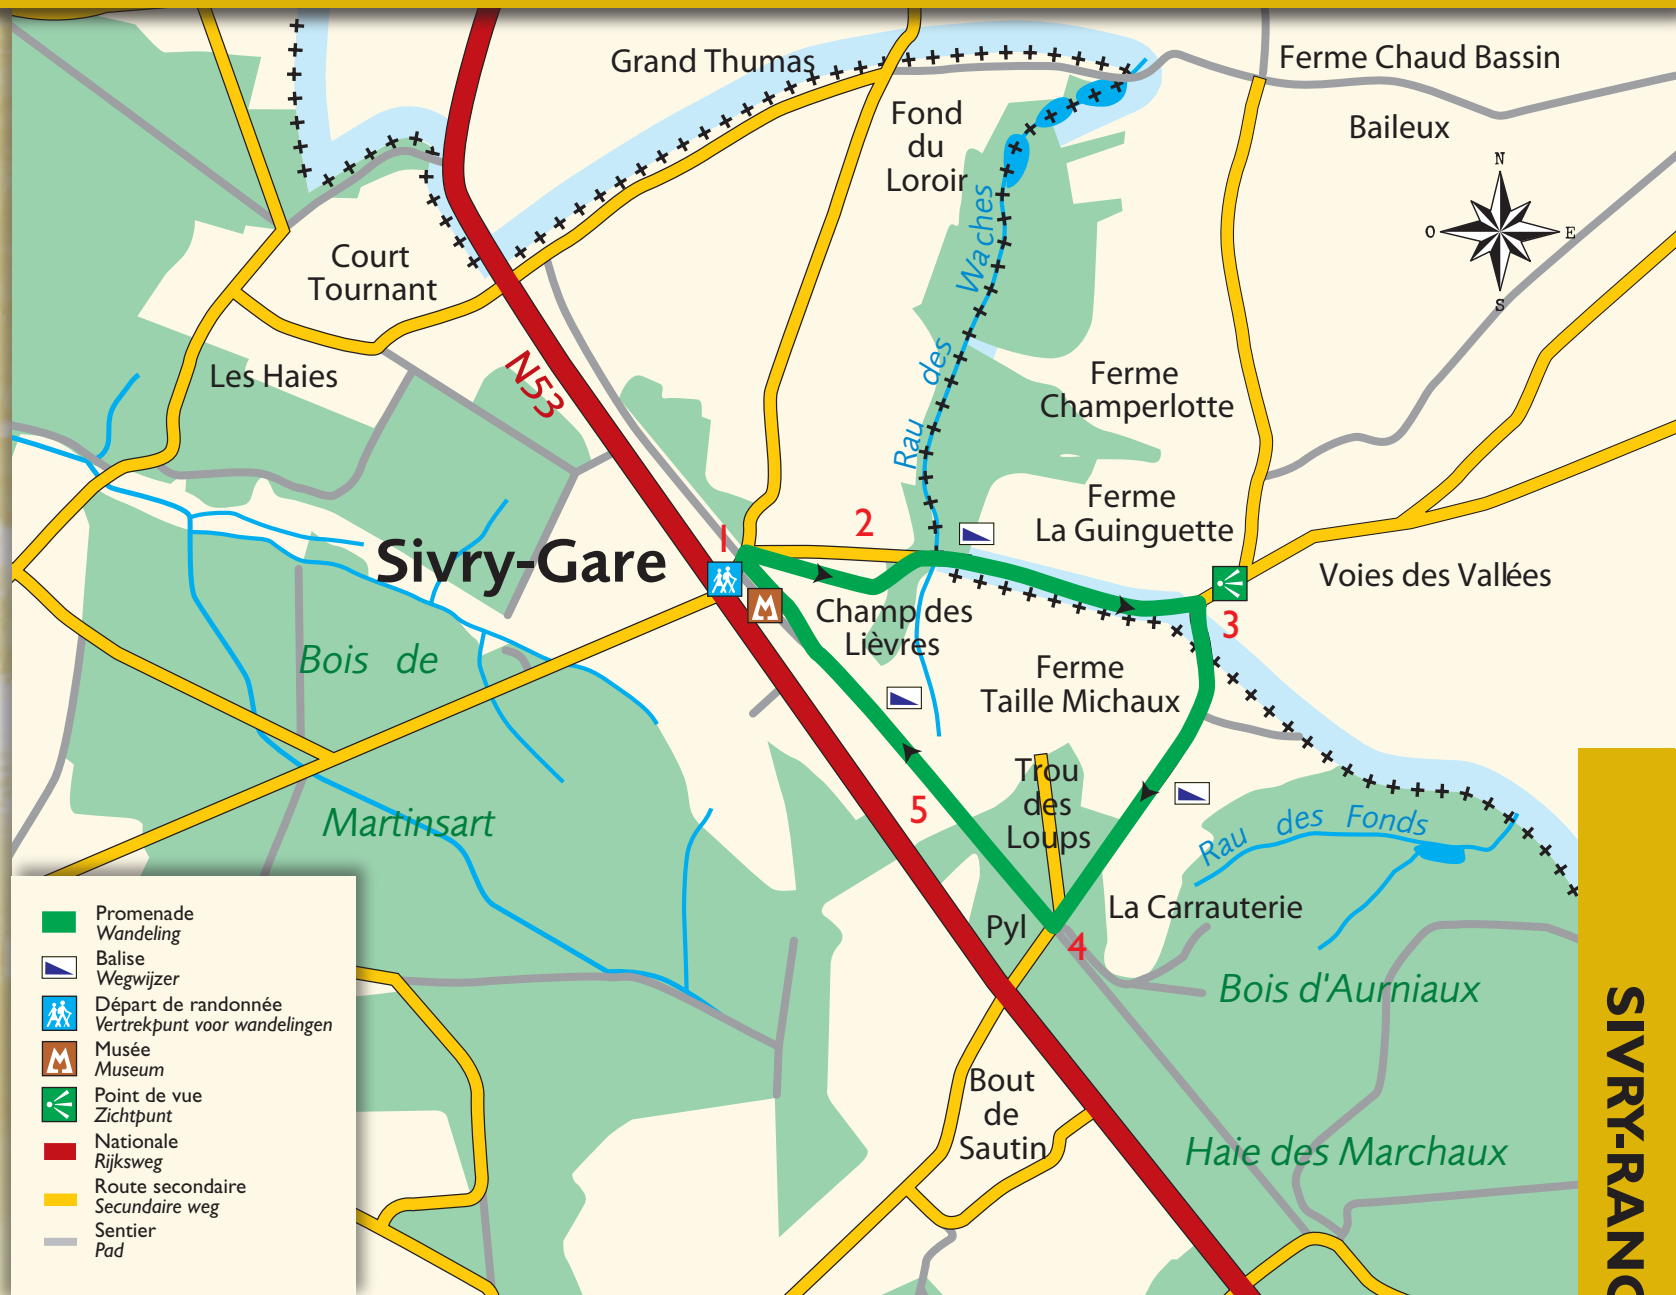 Grand Thumas
Ferme Chaud Bassin
Fond
du
Loroir
Baileux
N
O
E
S
Court
Tournant
Waches
des
Rau
Les Haies
N53
Ferme
Champerlotte
Ferme
La Guinguette
1
2
Sivry-Gare
Voies des Vallées
Champ des
Lièvres
3
Bois de
Ferme
Taille Michaux
Trou
des
Loups
5
Martinsart
Rau des Fonds
Pyl
La Carrauterie
4
Bois d'Aurniaux
Bout
de
Sautin
Haie des Marchaux
Promenade
Wandeling
Balise
Wegwijzer
Départ de randonnée
Vertrekpunt voor wandelingen
Musée
Museum
Point de vue
Zichtpunt
Nationale
Rijksweg
Route secondaire
Secundaire weg
Sentier
Pad
SIVRY-RANC